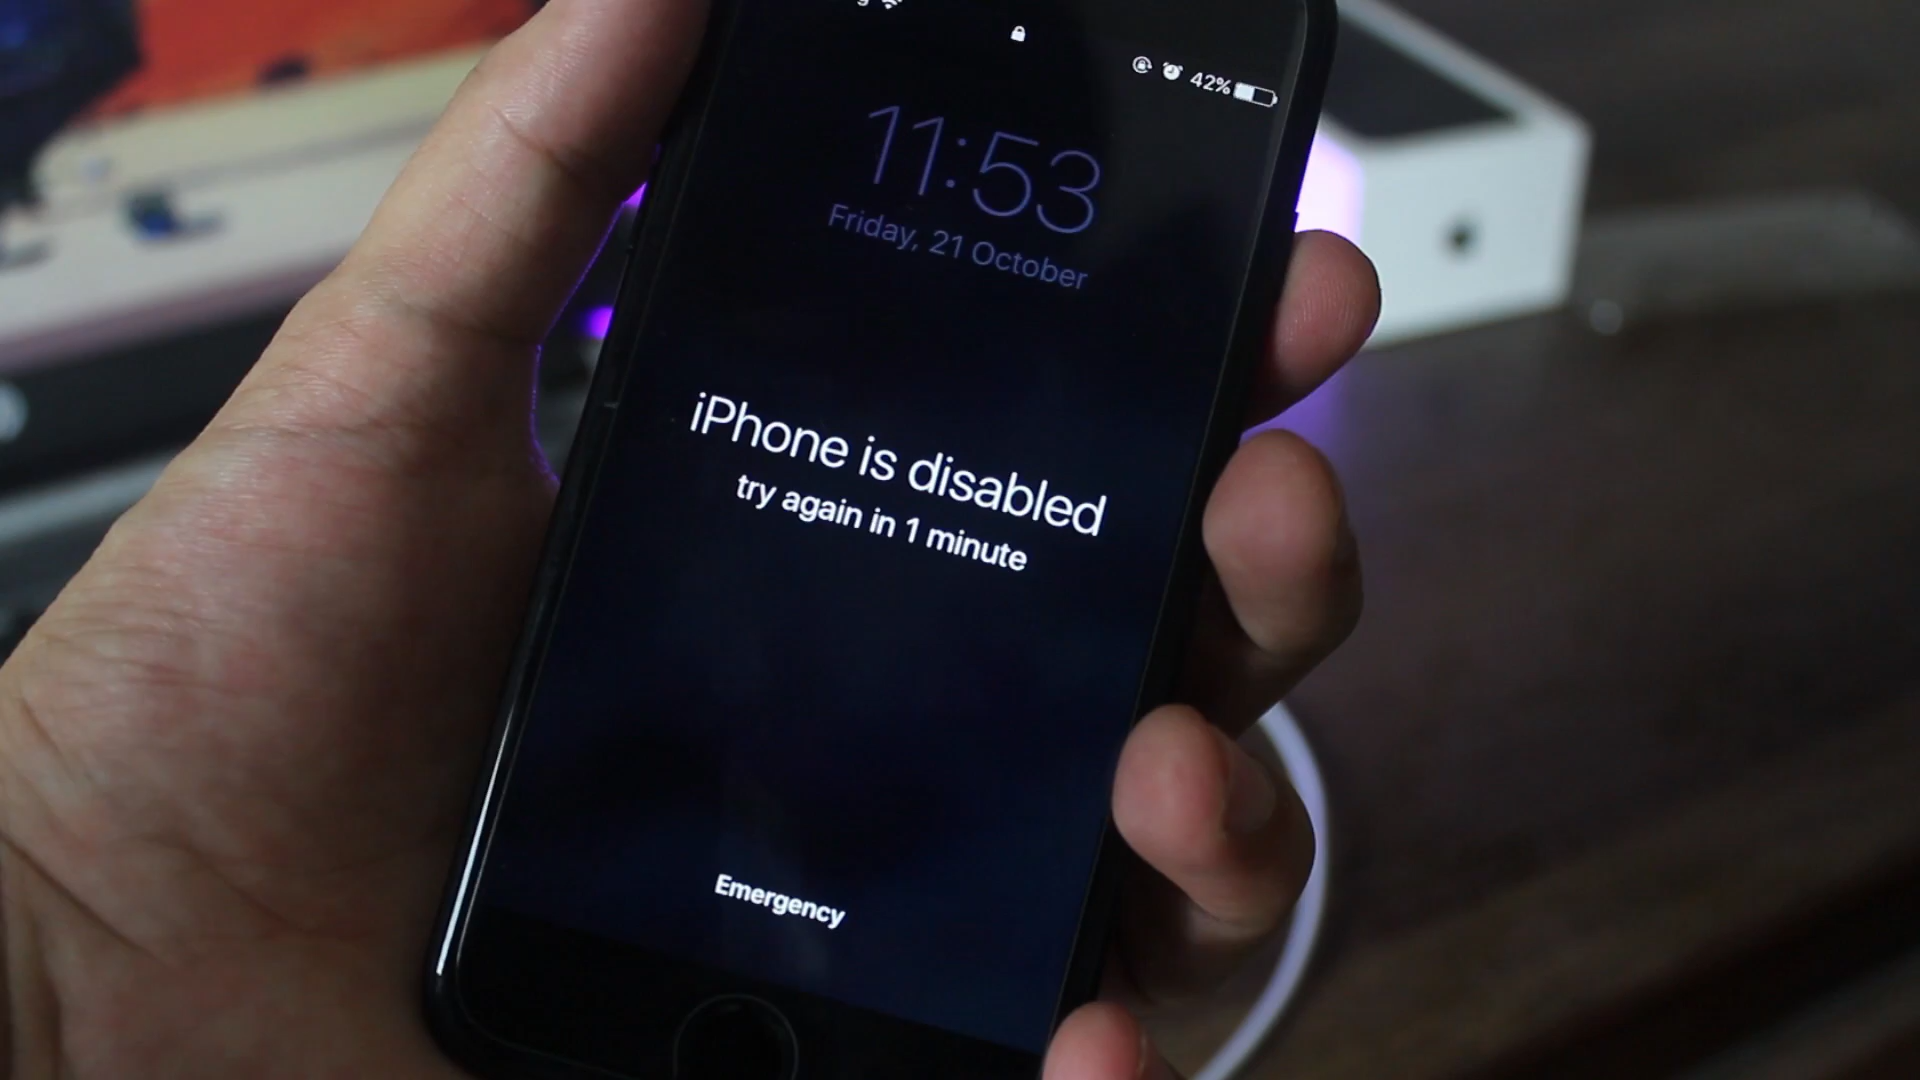 42%
11:53
Friday, 21 October
iPhone is disabled
try again in 1 minute
Emergency